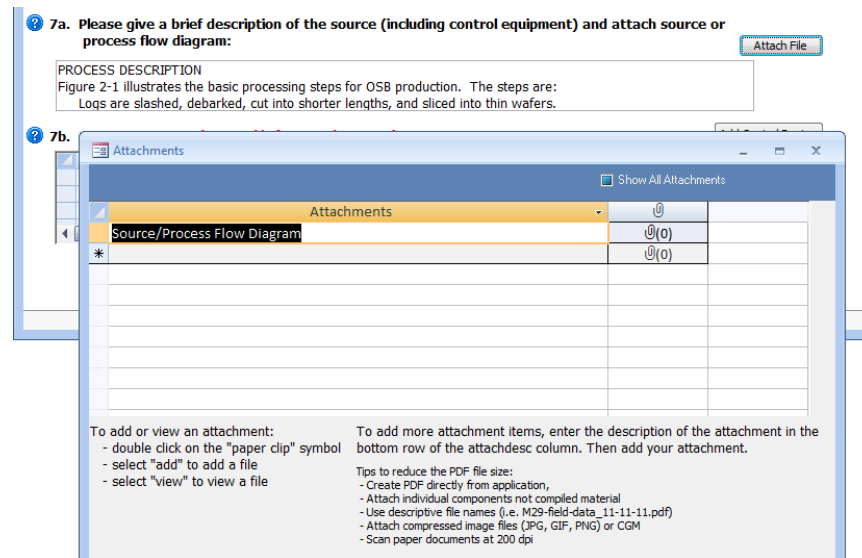 7a. Please give a brief description of the source (including control equipment) and attach source or
process flow diagram:
Attach File
PROCESS DESCRIPTION
Figure 2-1 illustrates the basic processing steps for OSB production. The steps are:
Logs are slashed, debarked, cut into shorter lengths, and sliced into thin wafers.
7b.
Attachments
Show All Attachments
Attachments
Source/Process Flow Diagram
(0)
*
(0)
To add or view an attachment:
- double click on the "paper clip" symbol
- select "add" to add a file
- select "view" to view a file
To add more attachment items, enter the description of the attachment in the
bottom row of the attachdesc column. Then add your attachment.
Tips to reduce the PDF file size:
- Create PDF directly from application,
- Attach individual components not compiled material
- Use descriptive file names (i.e. M29-field-data_11-11-11.pdf)
- Attach compressed image files (JPG, GIF, PNG) or CGM
- Scan paper documents at 200 dpi